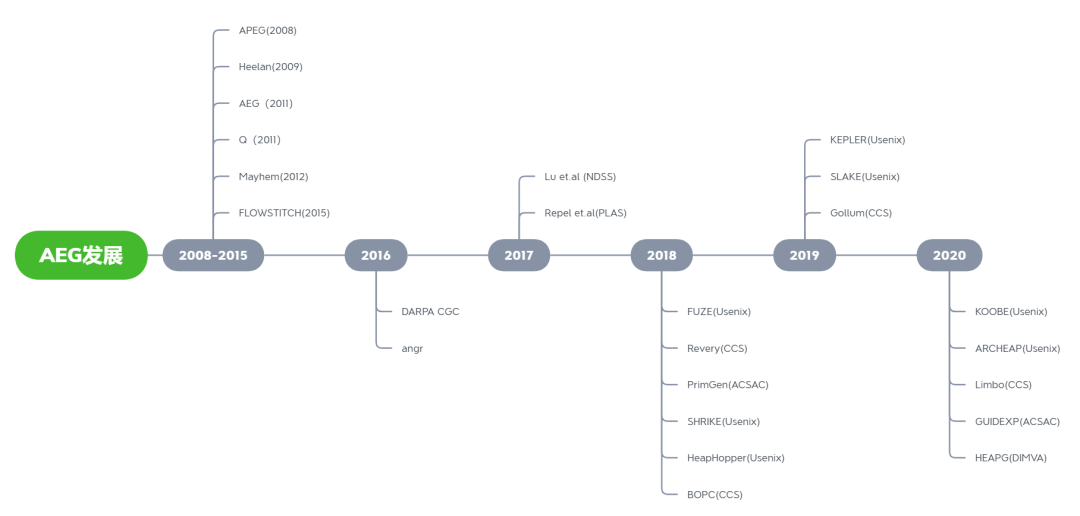 AEG发展
2008-2015
APEG(2008)
Heelan(2009)
AEG (2011)
Q (2011)
Mayhem(2012)
FLOWSTITCH(2015)
2016
DARPA CGC
angr
2017
Lu et.al (NDSS)
Repel et.al(PLAS)
2018
FUZE(Usenix)
Revery(CCS)
PrimGen(ACSAC)
SHRIKE(Usenix)
HeapHopper(Usenix)
BOPC(CCS)
2019
KEPLER(Usenix)
SLAKE(Usenix)
Gollum(CCS)
2020
KOOBE(Usenix)
ARCHEAP(Usenix)
Limbo(CCS)
GUIDEXP(ACSAC)
HEAPG(DIMVA)